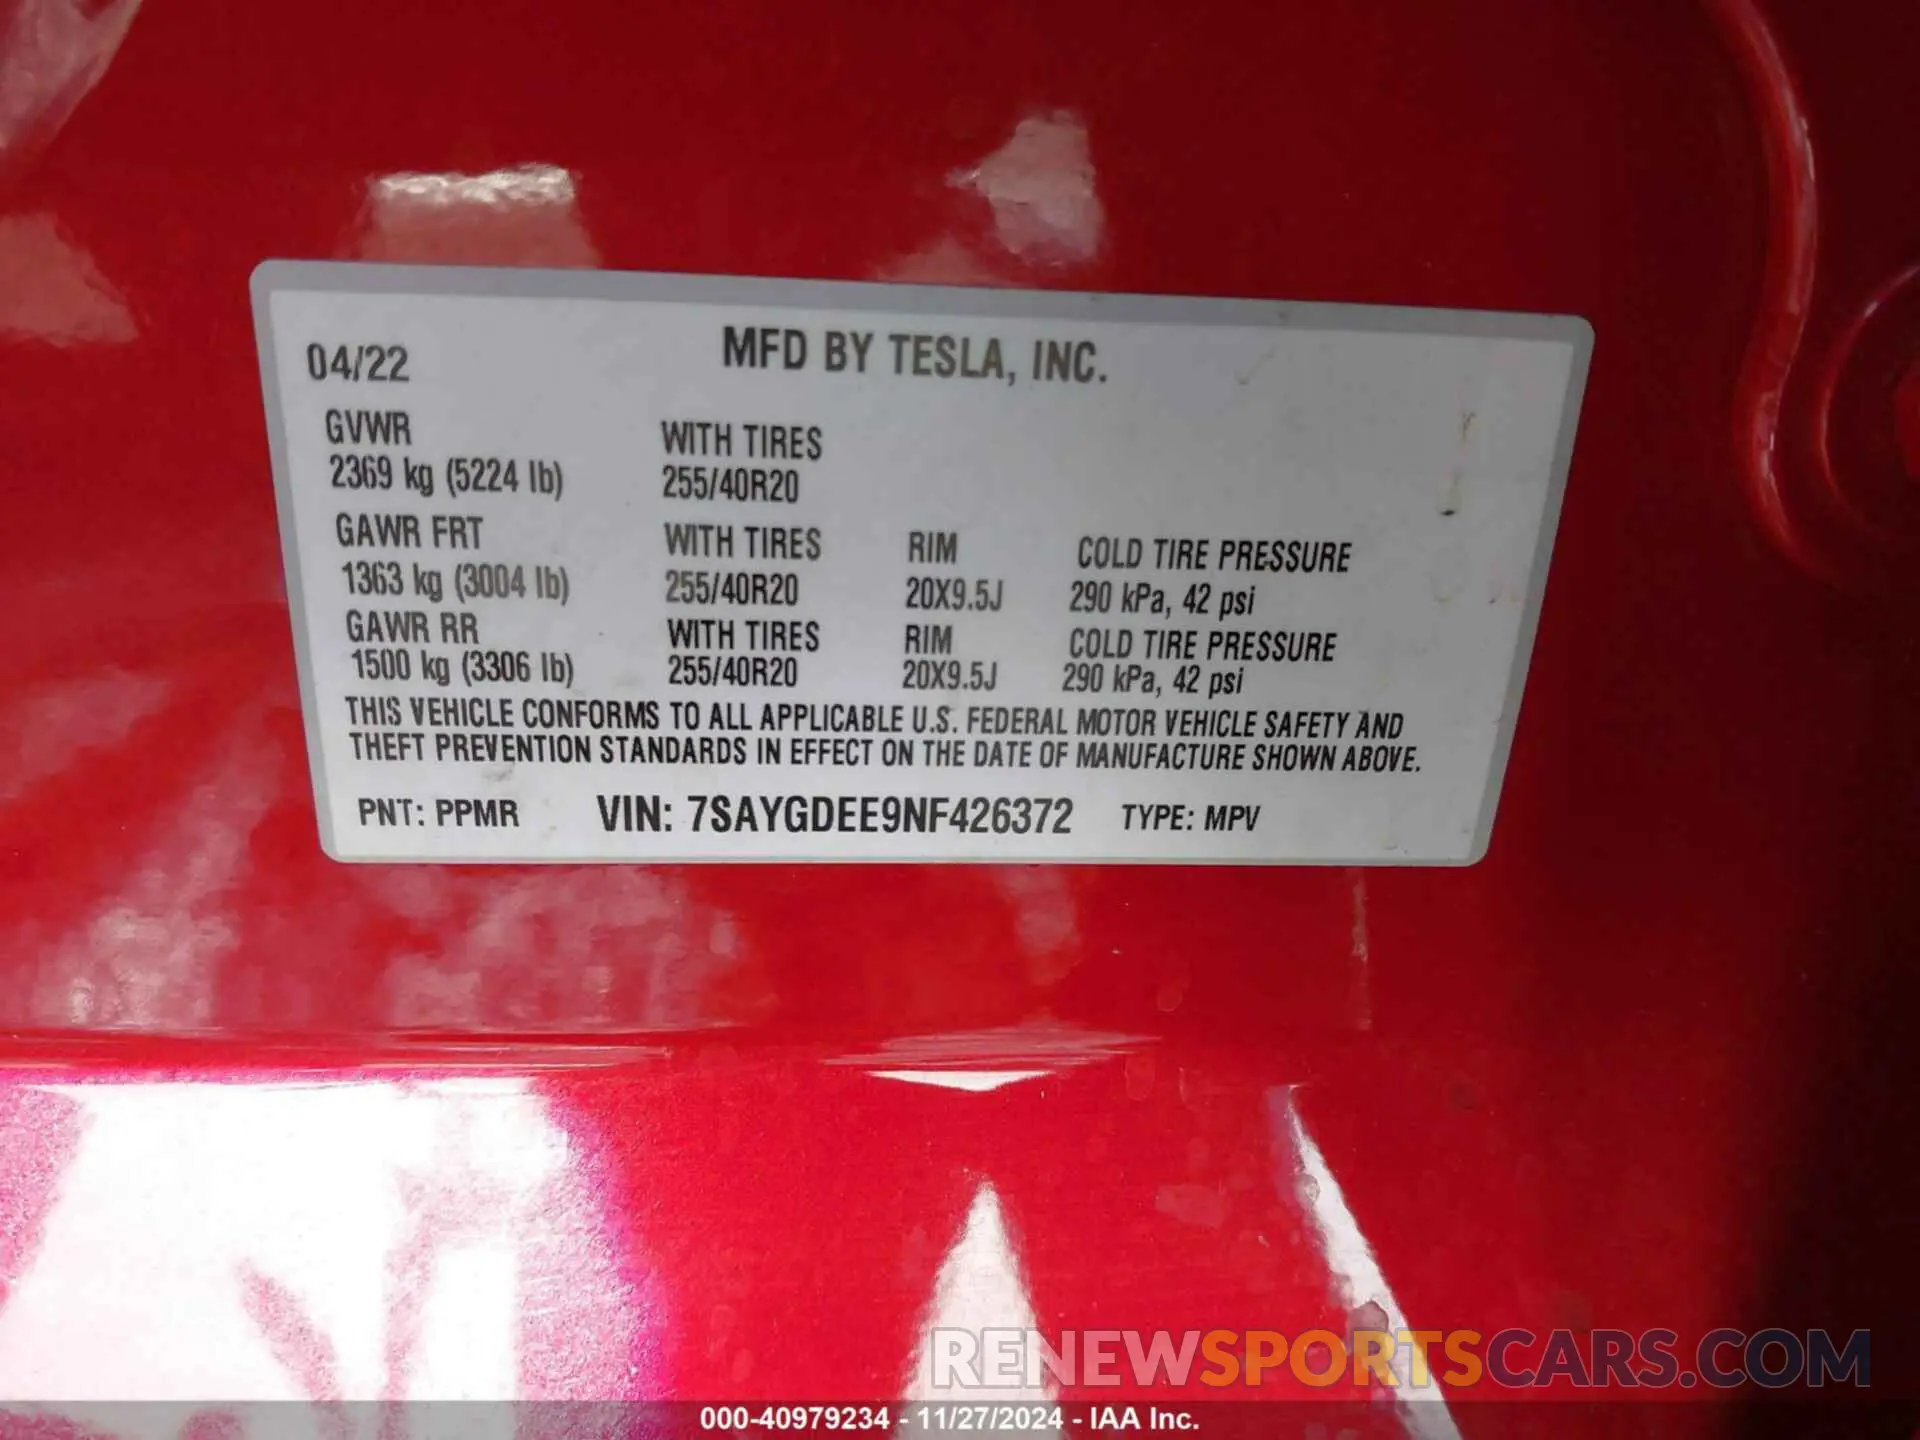 04/22 MFD BY TESLA, INC.
GVWR WITH TIRES
2369 kg (5224 lb) 255/40R20
GAWR FRT WITH TIRES RIM COLD TIRE PRESSURE
1363 kg (3004 lb) 255/40R20 20X9.5J 290 kPa, 42 psi
GAWR RR WITH TIRES RIM COLD TIRE PRESSURE
1500 kg (3306 lb) 255/40R20 20X9.5J 290 kPa, 42 psi
THIS VEHICLE CONFORMS TO ALL APPLICABLE U.S. FEDERAL MOTOR VEHICLE SAFETY AND
THEFT PREVENTION STANDARDS IN EFFECT ON THE DATE OF MANUFACTURE SHOWN ABOVE.
PNT: PPMR VIN: 7SAYGDEE9NF426372 TYPE: MPV
RENEWSPORTSCARS.COM
000-40979234 - 11/27/2024 - IAA Inc.